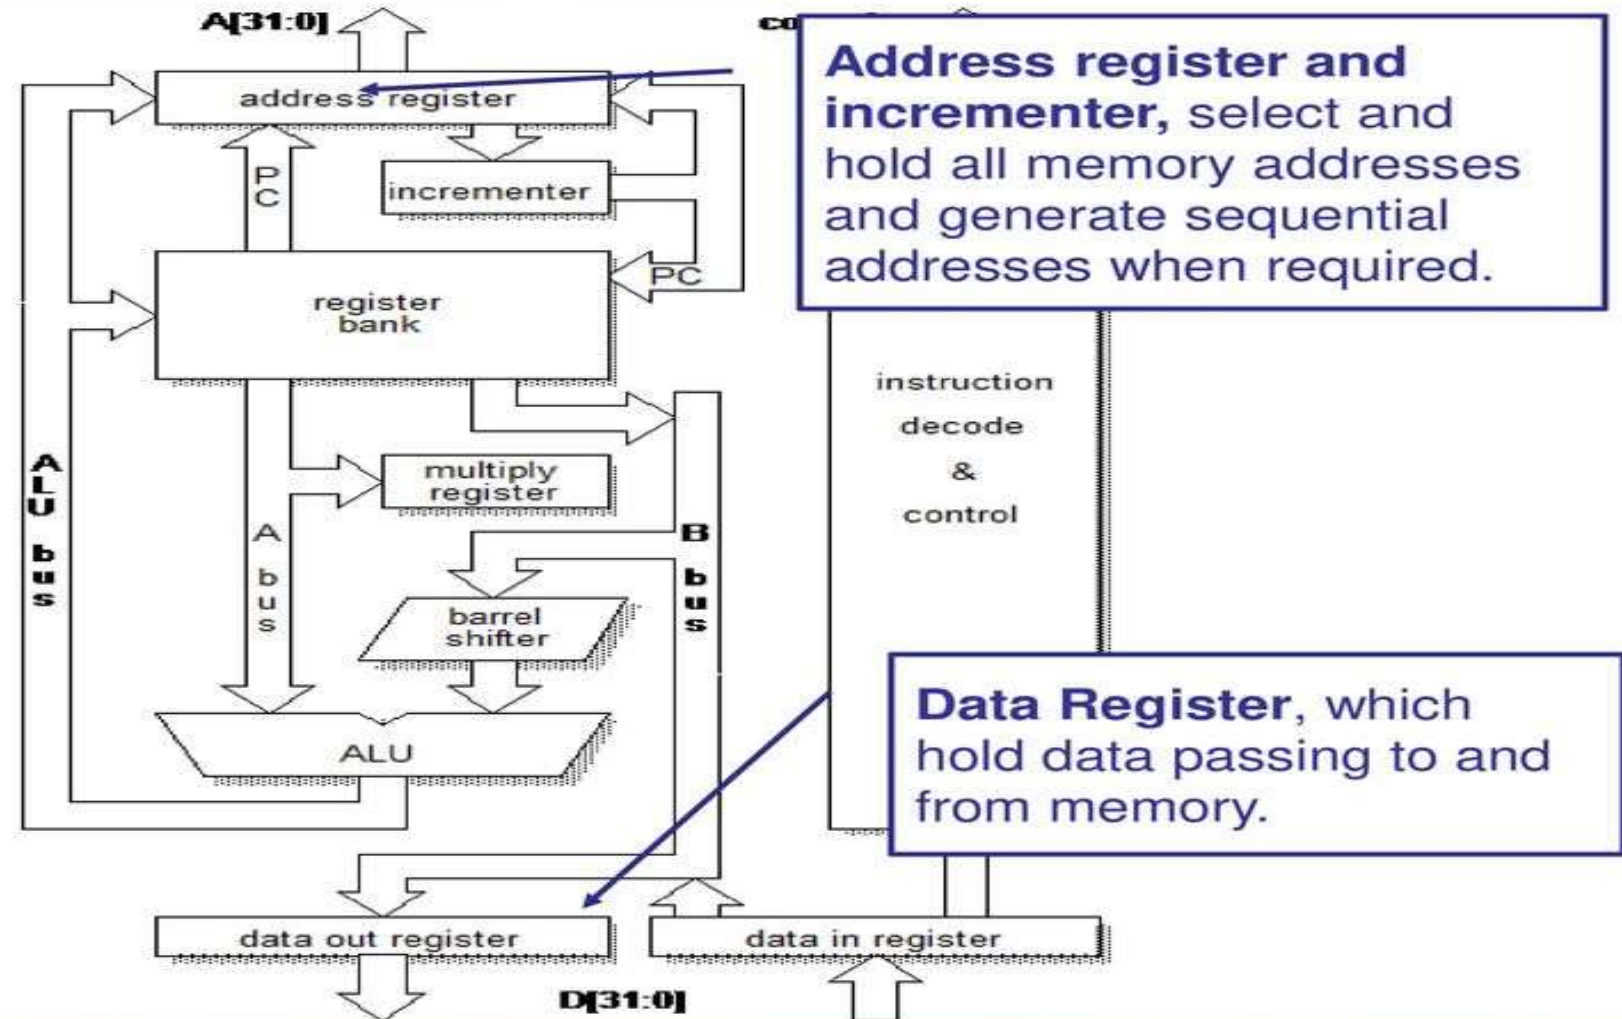 A[31:0]
address register
PC
incrementer
PC
register
bank
multiply
register
ALU bus
A bus
B bus
barrel
shifter
ALU
data out register
data in register
D[31:0]
instruction
decode
&
control
Address register and
incrementer, select and
hold all memory addresses
and generate sequential
addresses when required.
Data Register, which
hold data passing to and
from memory.